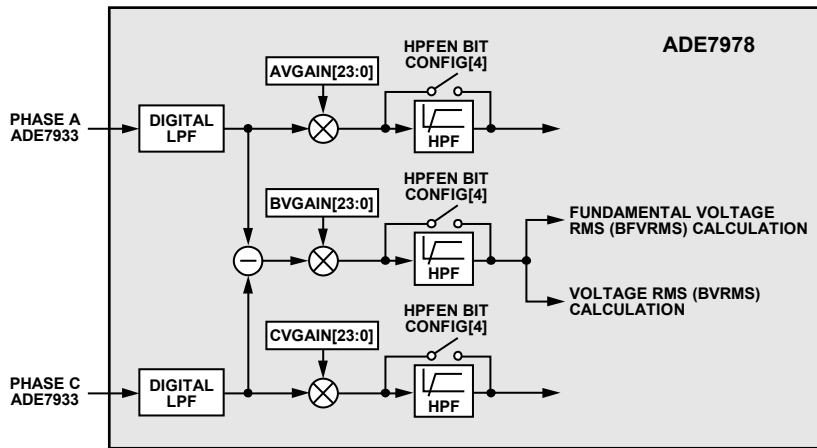 ADE7978
HPFEN BIT
CONFIG[4]
AVGAIN[23:0]
PHASE A
ADE7933
DIGITAL
LPF
HPF
HPFEN BIT
CONFIG[4]
BVGAIN[23:0]
HPF
FUNDAMENTAL VOLTAGE
RMS (BFVRMS) CALCULATION
VOLTAGE RMS (BVRMS)
CALCULATION
HPFEN BIT
CONFIG[4]
CVGAIN[23:0]
PHASE C
ADE7933
DIGITAL
LPF
HPF